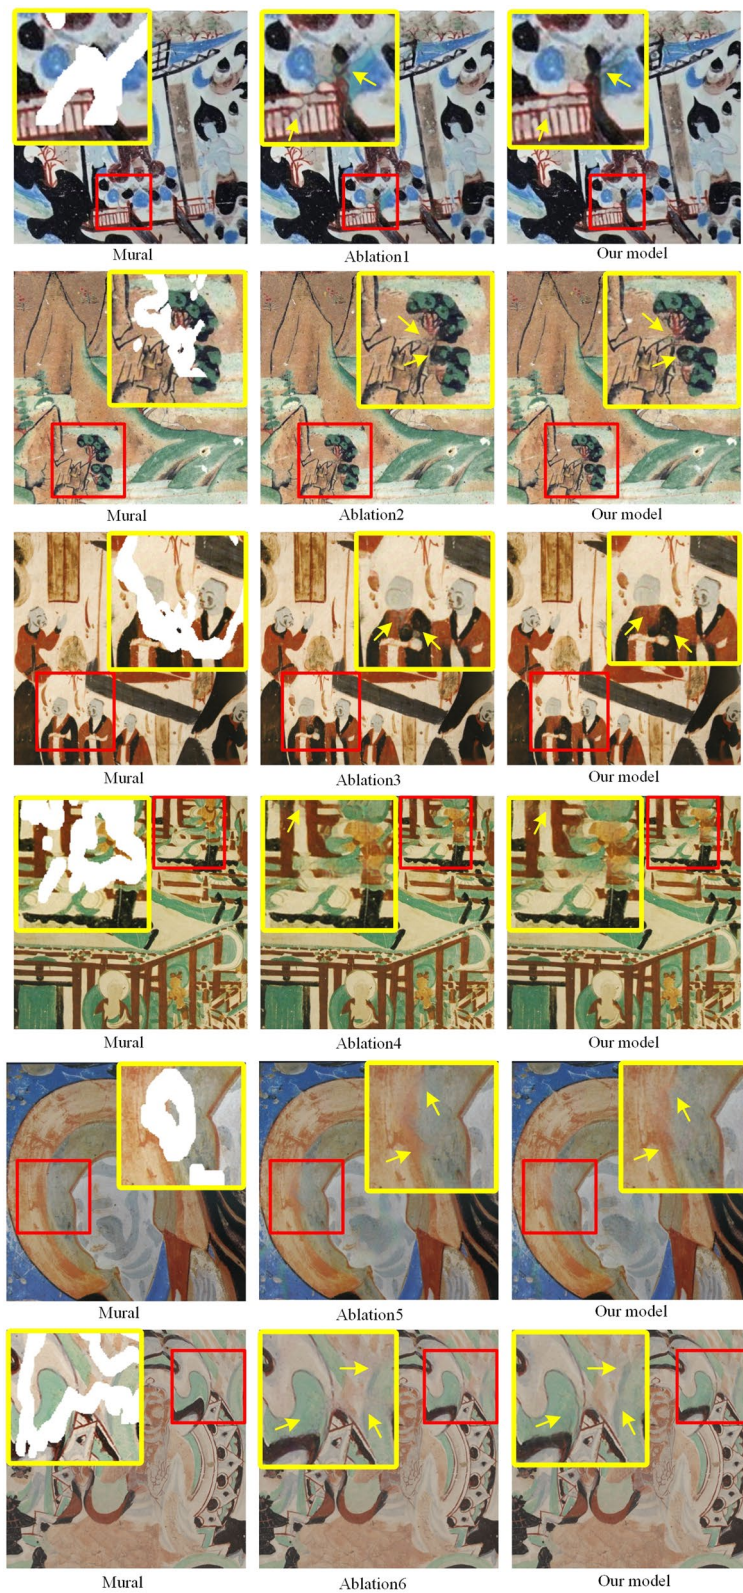 Mural Ablation1 Our model
Mural Ablation2 Our model
Mural Ablation3 Our model
Mural Ablation4 Our model
Mural Ablation5 Our model
Mural Ablation6 Our model